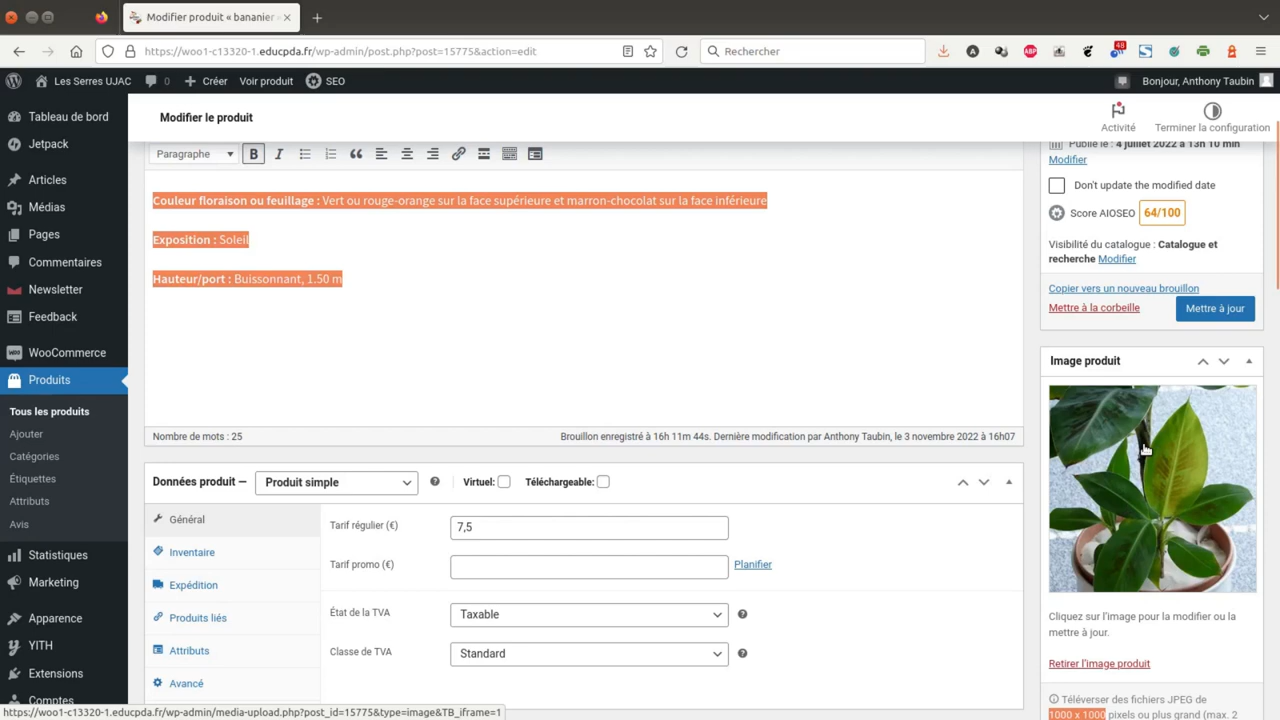 Modifier produit « bananier
https://woo1-c13320-1.educpda.fr/wp-admin/post.php?post=15775&action=edit
Rechercher
ABP
48
Les Serres UJAC
0
Créer
Voir produit
SEO
Bonjour, Anthony Taubin
Tableau de bord
Jetpack
Articles
Médias
Pages
Commentaires
Newsletter
Feedback
WooCommerce
Produits
Tous les produits
Ajouter
Catégories
Étiquettes
Attributs
Avis
Statistiques
Marketing
Apparence
YITH
Extensions
Comptes
Modifier le produit
Activité
Terminer la configuration
Paragraphe
B I
Couleur floraison ou feuillage : Vert ou rouge-orange sur la face supérieure et marron-chocolat sur la face inférieure
Exposition : Soleil
Hauteur/port : Buissonnant, 1.50 m
Nombre de mots : 25
Brouillon enregistré à 16h 11m 44s. Dernière modification par Anthony Taubin, le 3 novembre 2022 à 16h07
Données produit —
Produit simple
Virtuel:
Téléchargeable:
Général
Inventaire
Expédition
Produits liés
Attributs
Avancé
Tarif régulier (€)
7,5
Tarif promo (€)
Planifier
État de la TVA
Taxable
Classe de TVA
Standard
Publié le : 4 juillet 2022 à 13h 10 min
Modifier
Don't update the modified date
Score AIOSEO
64/100
Visibilité du catalogue : Catalogue et
recherche Modifier
Copier vers un nouveau brouillon
Mettre à la corbeille
Mettre à jour
Image produit
Cliquez sur l'image pour la modifier ou la
mettre à jour.
Retirer l'image produit
Téléverser des fichiers JPEG de
1000 x 1000 pixels ou plus grand (max. 2
https://woo1-c13320-1.educpda.fr/wp-admin/media-upload.php?post_id=15775&type=image&TB_iframe=1